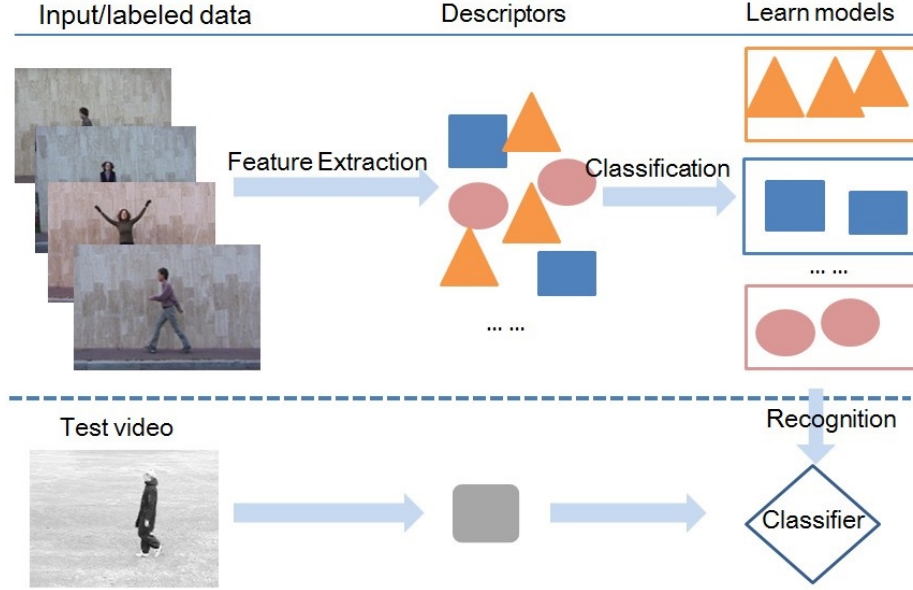 Input/labeled data
Descriptors
Learn models
Feature Extraction
Classification
... ...
... ...
Test video
Recognition
Classifier